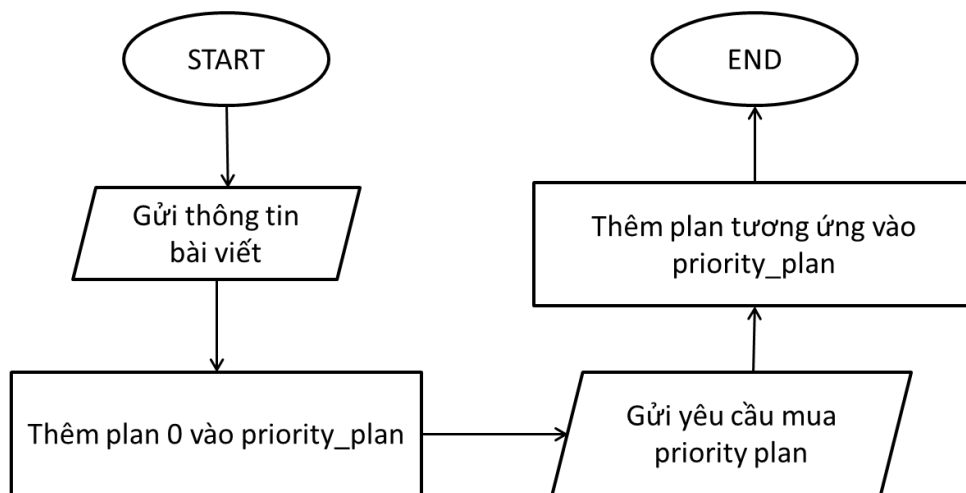 START
Gửi thông tin
bài viết
Thêm plan 0 vào priority_plan
Gửi yêu cầu mua
priority plan
Thêm plan tương ứng vào
priority_plan
END